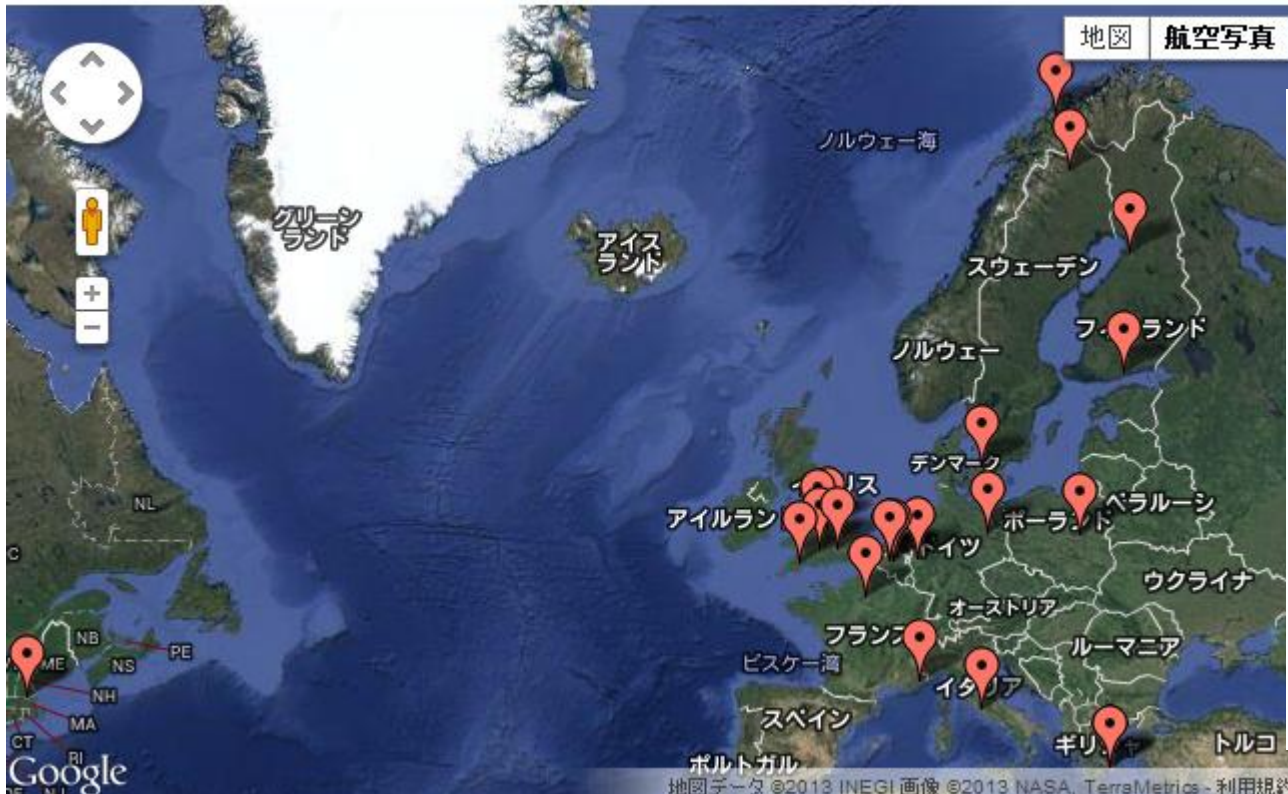 地図
航空写真
ノルウェー海
グリーン
ランド
アイス
ランド
スウェーデン
ノルウェー
デンマーク
NL
アイルラン
ベラルーシ
ポーランド
ドイツ
ウクライナ
オーストリア
フランス
ルーマニア
ビスケー湾
イタリア
NB
PE
ME
NS
NH
MA
CT
RI
スペイン
トルコ
ポルトガル
Google
地図データ ©2013 INEGI 画像 ©2013 NASA, TerraMetrics - 利用規約